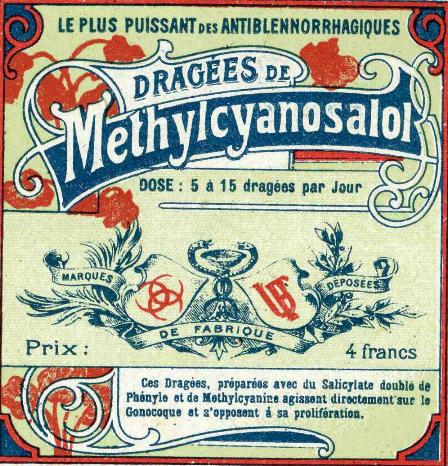 LE PLUS PUISSANT DES ANTIBLENNORRHAGIQUES
DRAGÉES DE
Methylcyanosalol
DOSE : 5 à 15 dragées par Jour
MARQUES DÉPOSÉES
DE FABRIQUE
Prix : 4 francs
Ces Dragées, préparées avec du Salicylate double de
Phényle et de Méthylcyanine agissent directement sur le
Gonocoque et s'opposent à sa prolifération.